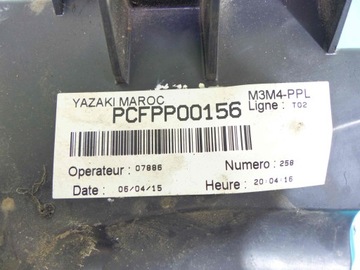 YAZAKI MAROC M3M4-PPL
PCFPP00156 Ligne : T02
Operateur : 07886 Numero : 258
Date : 06/04/15 Heure : 20:04:16